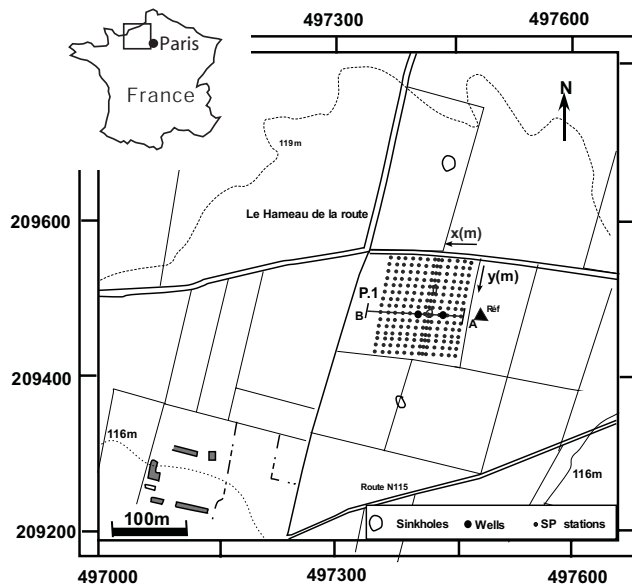 497300
497600
Paris
France
N
119m
209600
Le Hameau de la route
x(m)
y(m)
P.1
Réf
B
A
209400
116m
Route N115
116m
100m
Sinkholes
Wells
SP stations
209200
497000
497300
497600